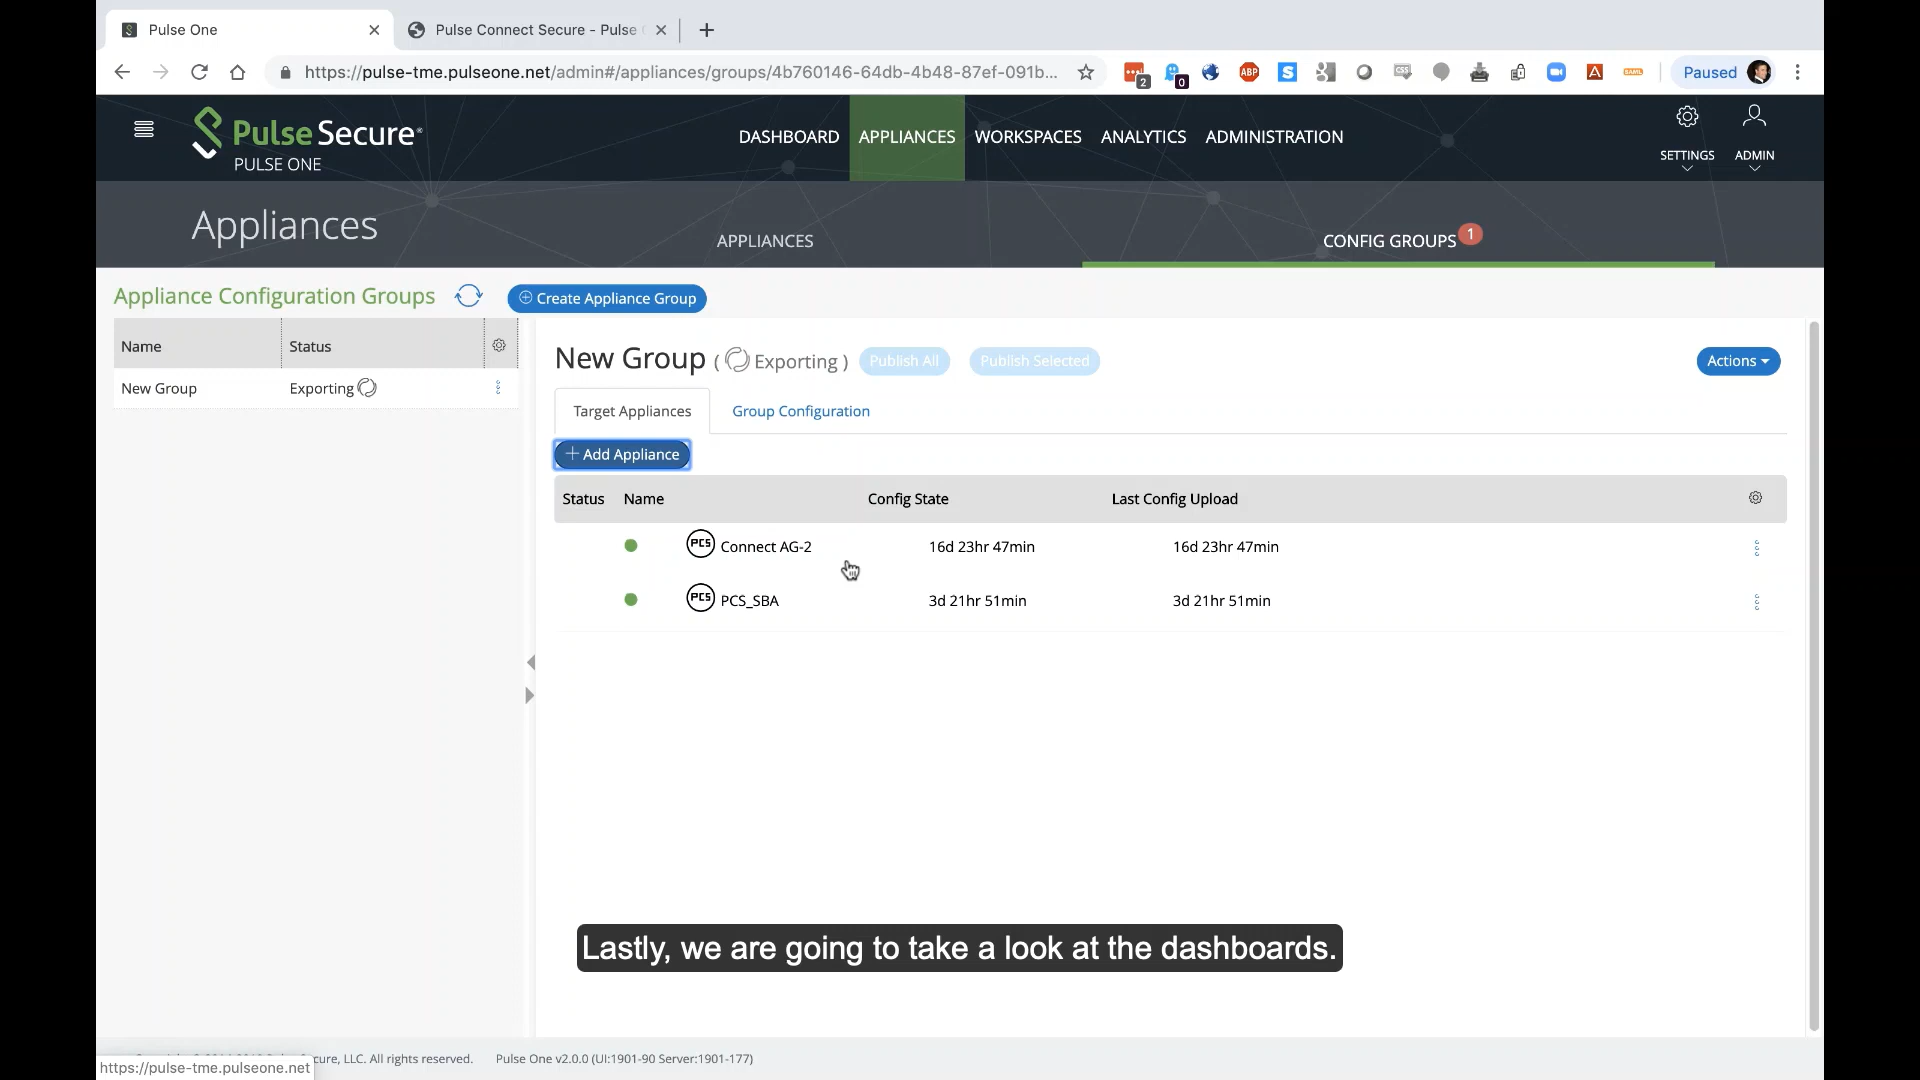 Pulse One
Pulse Connect Secure - Pulse
https://pulse-tme.pulseone.net/admin#/appliances/groups/4b760146-64db-4b48-87ef-091b...
2
0
ABP
S
CSS
SAML
Paused
Pulse Secure®
PULSE ONE
DASHBOARD
APPLIANCES
WORKSPACES
ANALYTICS
ADMINISTRATION
SETTINGS
ADMIN
Appliances
APPLIANCES
CONFIG GROUPS
1
Appliance Configuration Groups
Create Appliance Group
Name Status
New Group Exporting
New Group ( Exporting )
Publish All
Publish Selected
Actions
Target Appliances
Group Configuration
+ Add Appliance
Status Name Config State Last Config Upload
PCS Connect AG-2 16d 23hr 47min 16d 23hr 47min
PCS PCS_SBA 3d 21hr 51min 3d 21hr 51min
Lastly, we are going to take a look at the dashboards.
cure, LLC. All rights reserved. Pulse One v2.0.0 (UI:1901-90 Server:1901-177)
https://pulse-tme.pulseone.net